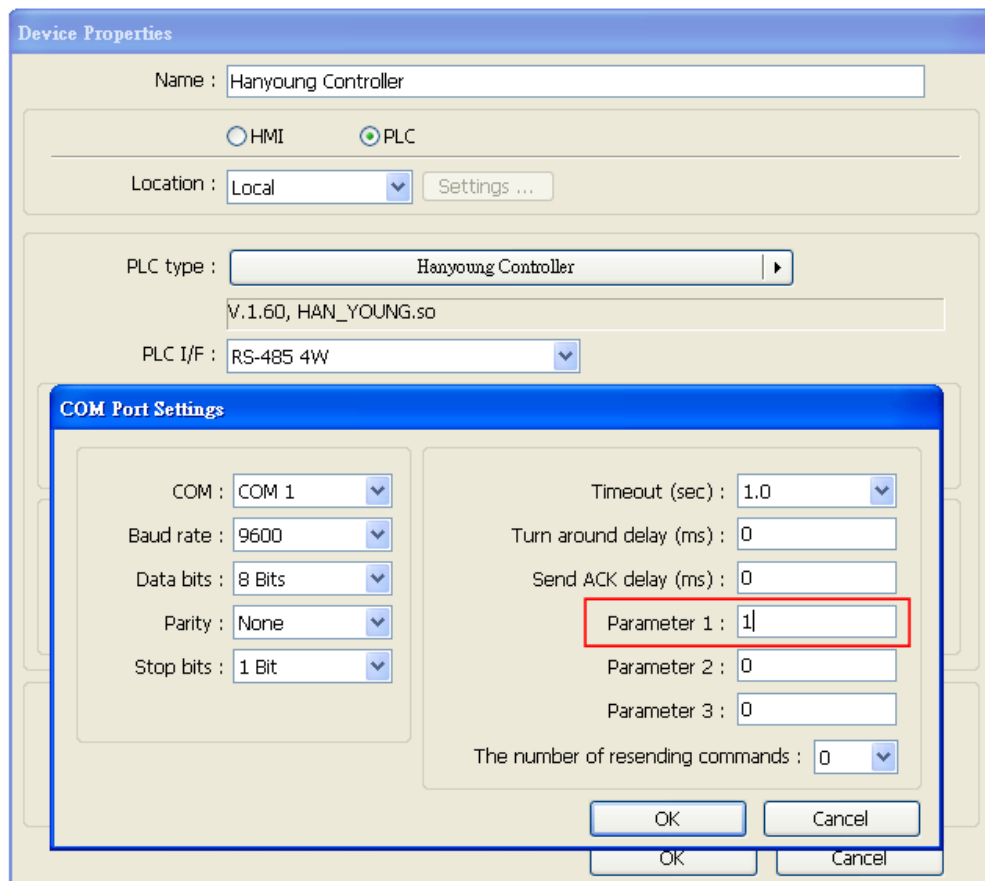 Device Properties
Name : Hanyoung Controller
HMI PLC
Location : Local Settings ...
PLC type : Hanyoung Controller
V.1.60, HAN_YOUNG.so
PLC I/F : RS-485 4W
COM Port Settings
COM : COM 1
Baud rate : 9600
Data bits : 8 Bits
Parity : None
Stop bits : 1 Bit
Timeout (sec) : 1.0
Turn around delay (ms) : 0
Send ACK delay (ms) : 0
Parameter 1 : 1
Parameter 2 : 0
Parameter 3 : 0
The number of resending commands : 0
OK Cancel
OK Cancel